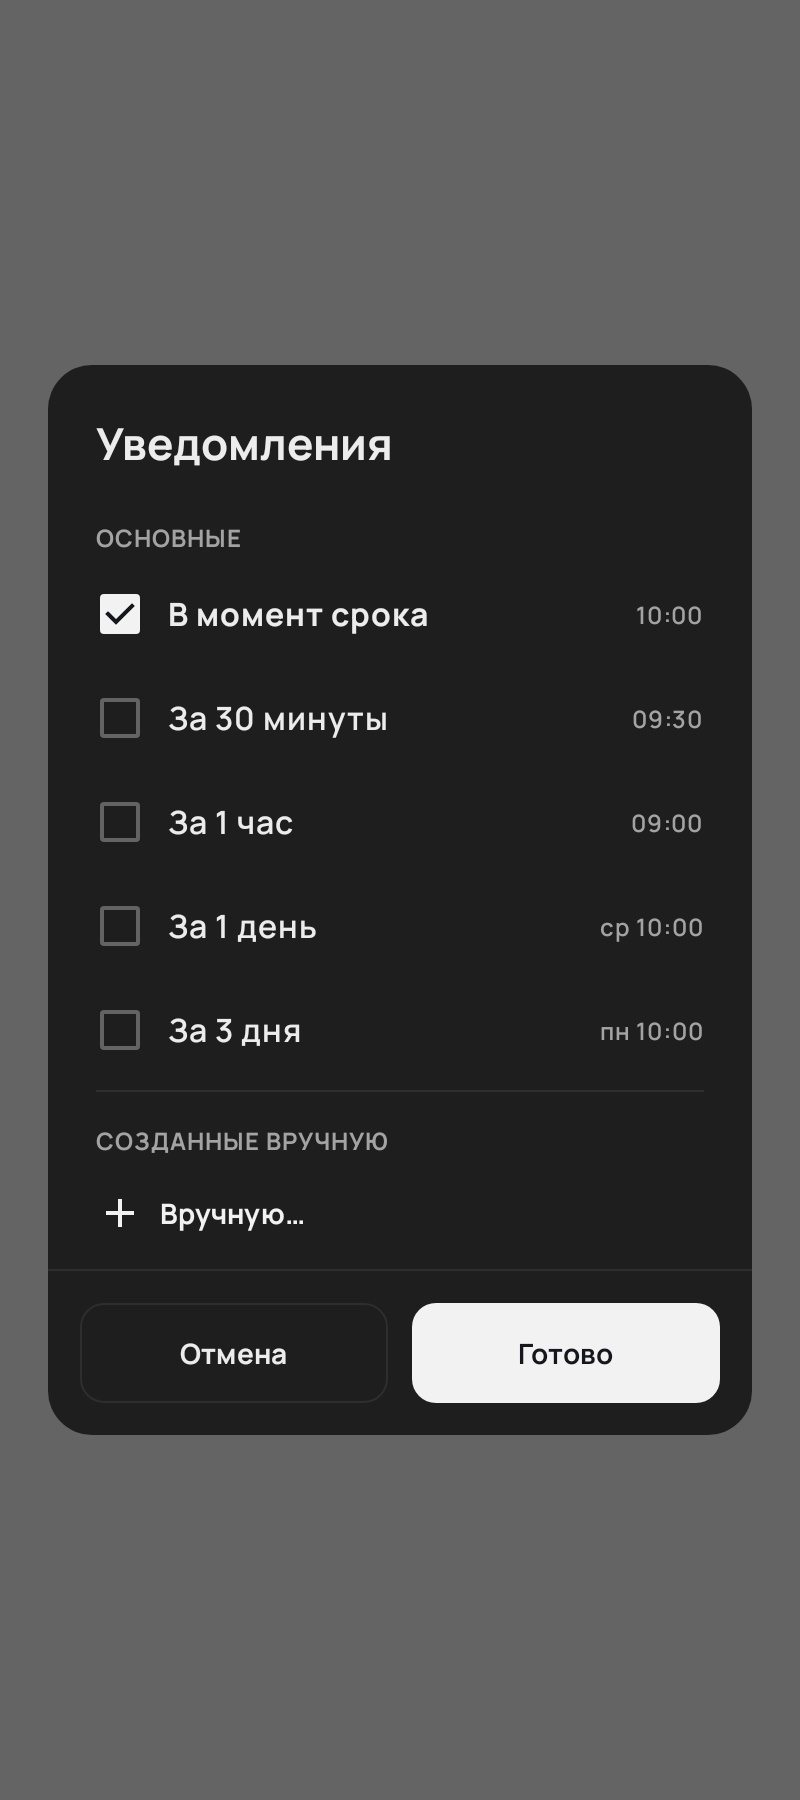 Уведомления
ОСНОВНЫЕ
В момент срока 10:00
За 30 минуты 09:30
За 1 час 09:00
За 1 день ср 10:00
За 3 дня пн 10:00
СОЗДАННЫЕ ВРУЧНУЮ
Вручную…
Отмена Готово